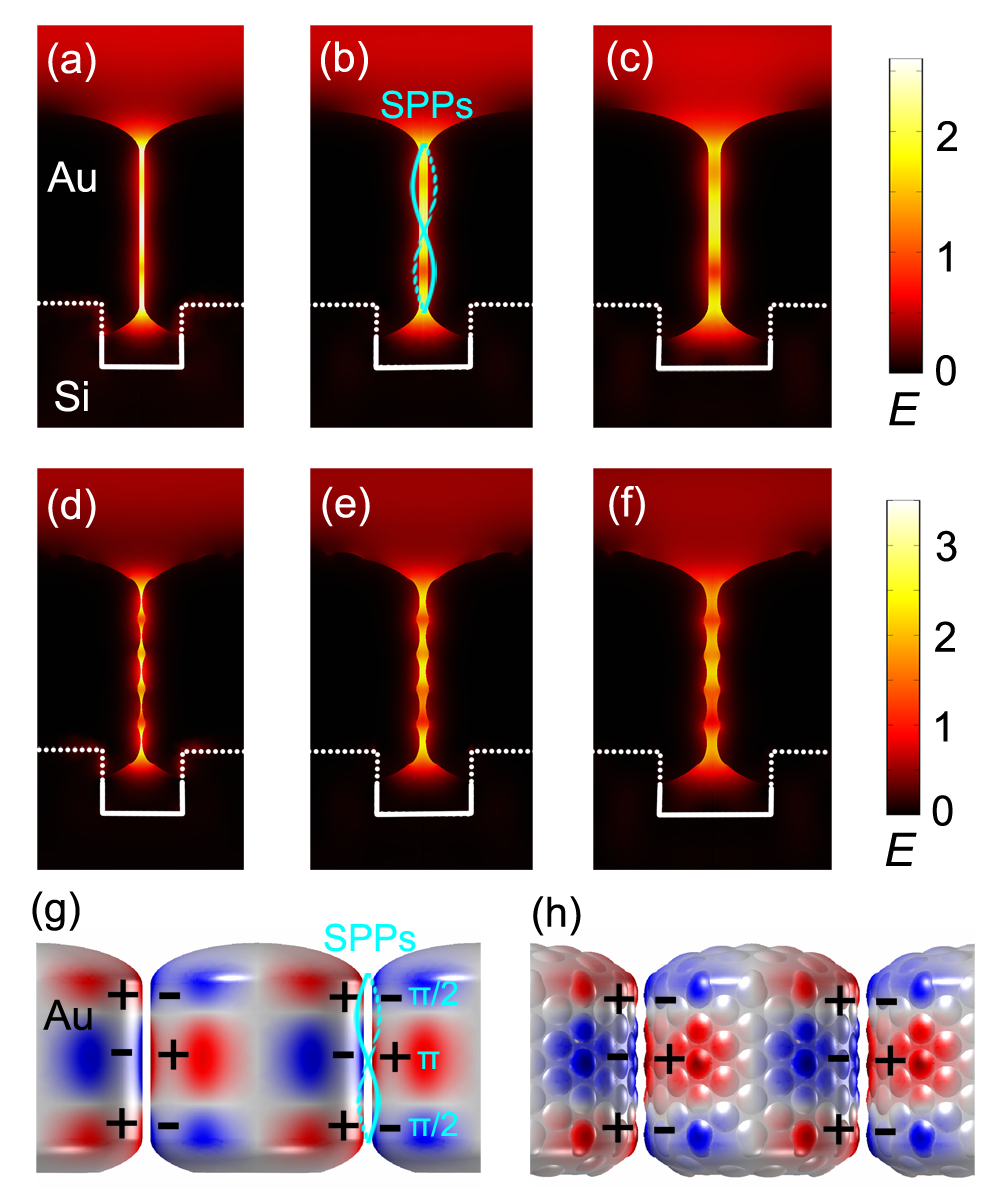 (a)
(b)
(c)
SPPs
Au
Si
2
1
0
E
(d)
(e)
(f)
3
2
1
0
E
(g)
(h)
SPPs
Au
+ - + - π/2
- + - + π
+ - + - π/2
+ - + -
- + - +
+ - + -